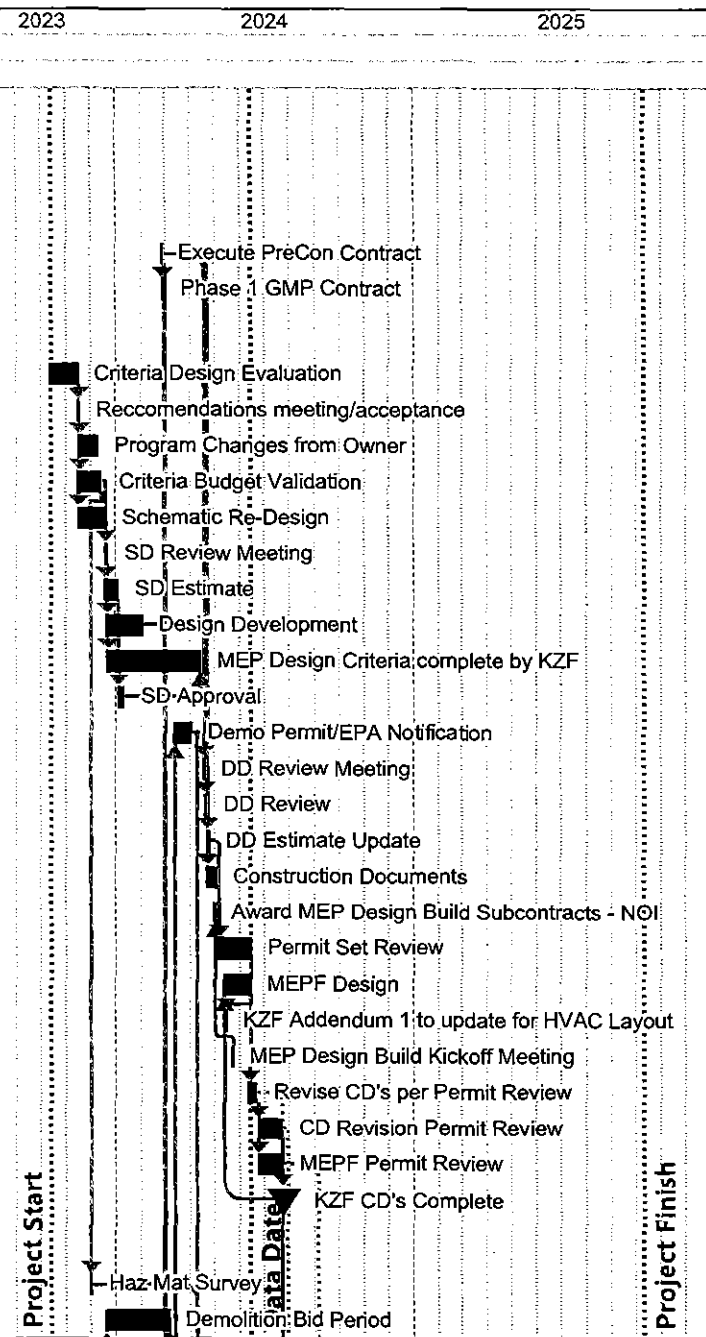 2023 2024 2025
Execute PreCon Contract
Phase 1 GMP Contract
Criteria Design Evaluation
Reccomendations meeting/acceptance
Program Changes from Owner
Criteria Budget Validation
Schematic Re-Design
SD Review Meeting
SD Estimate
Design Development
MEP Design Criteria complete by KZF
SD Approval
Demo Permit/EPA Notification
DD Review Meeting
DD Review
DD Estimate Update
Construction Documents
Award MEP Design Build Subcontracts - NOI
Permit Set Review
MEPF Design
KZF Addendum 1 to update for HVAC Layout
MEP Design Build Kickoff Meeting
Revise CD's per Permit Review
CD Revision Permit Review
MEPF Permit Review
KZF CD's Complete
Project Start
ata Date
Project Finish
Haz Mat Survey
Demolition Bid Period